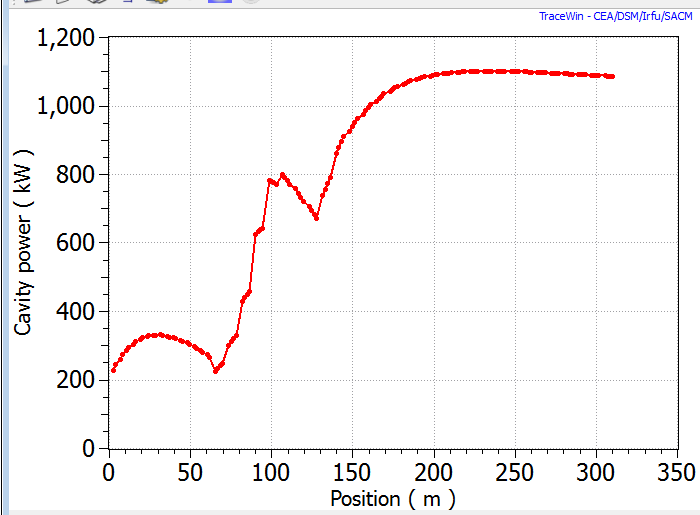 TraceWin - CEA/DSM/Irfu/SACM
1,200
1,000
800
600
400
200
0
Cavity power ( kW )
0 50 100 150 200 250 300 350
Position ( m )